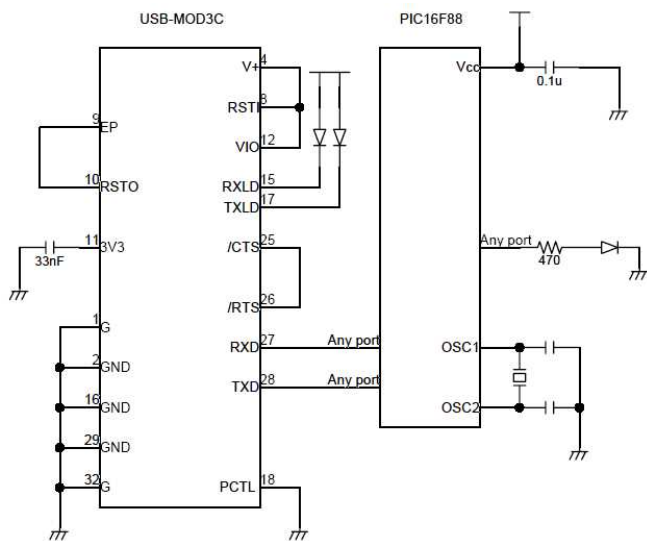 USB-MOD3C
PIC16F88
V+ 4
RSTI 8
VIO 12
RXLD 15
TXLD 17
/CTS 25
/RTS 26
RXD 27
TXD 28
PCTL 18
9 EP
10 RSTO
11 3V3
33nF
1 G
2 GND
16 GND
29 GND
32 G
Any port
Any port
Vcc
0.1u
Any port
470
OSC1
OSC2